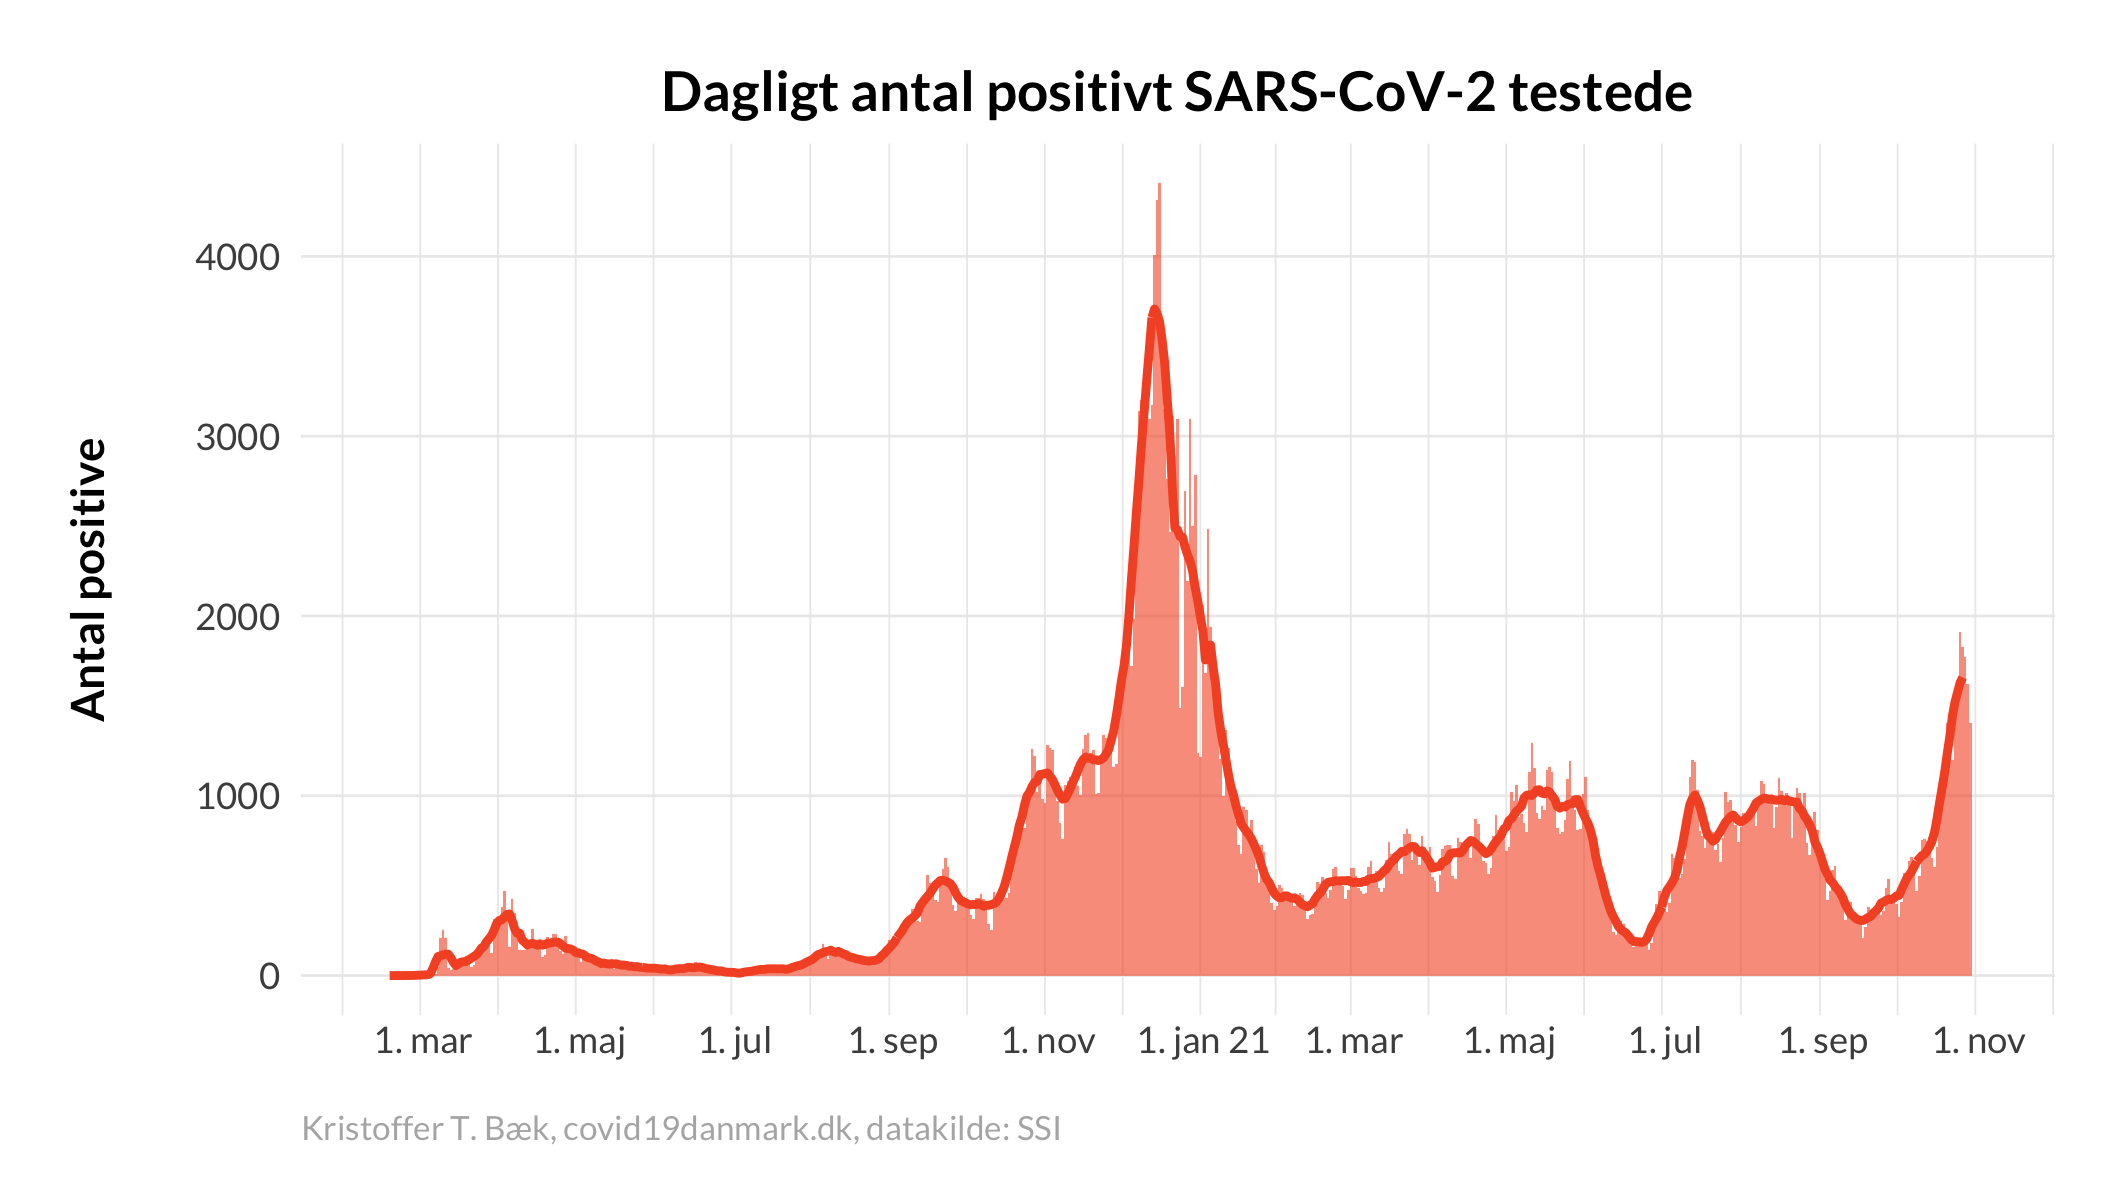 Dagligt antal positivt SARS-CoV-2 testede
Antal positive
4000
3000
2000
1000
0
1. mar 1. maj 1. jul 1. sep 1. nov 1. jan 21 1. mar 1. maj 1. jul 1. sep 1. nov
Kristoffer T. Bæk, covid19danmark.dk, datakilde: SSI